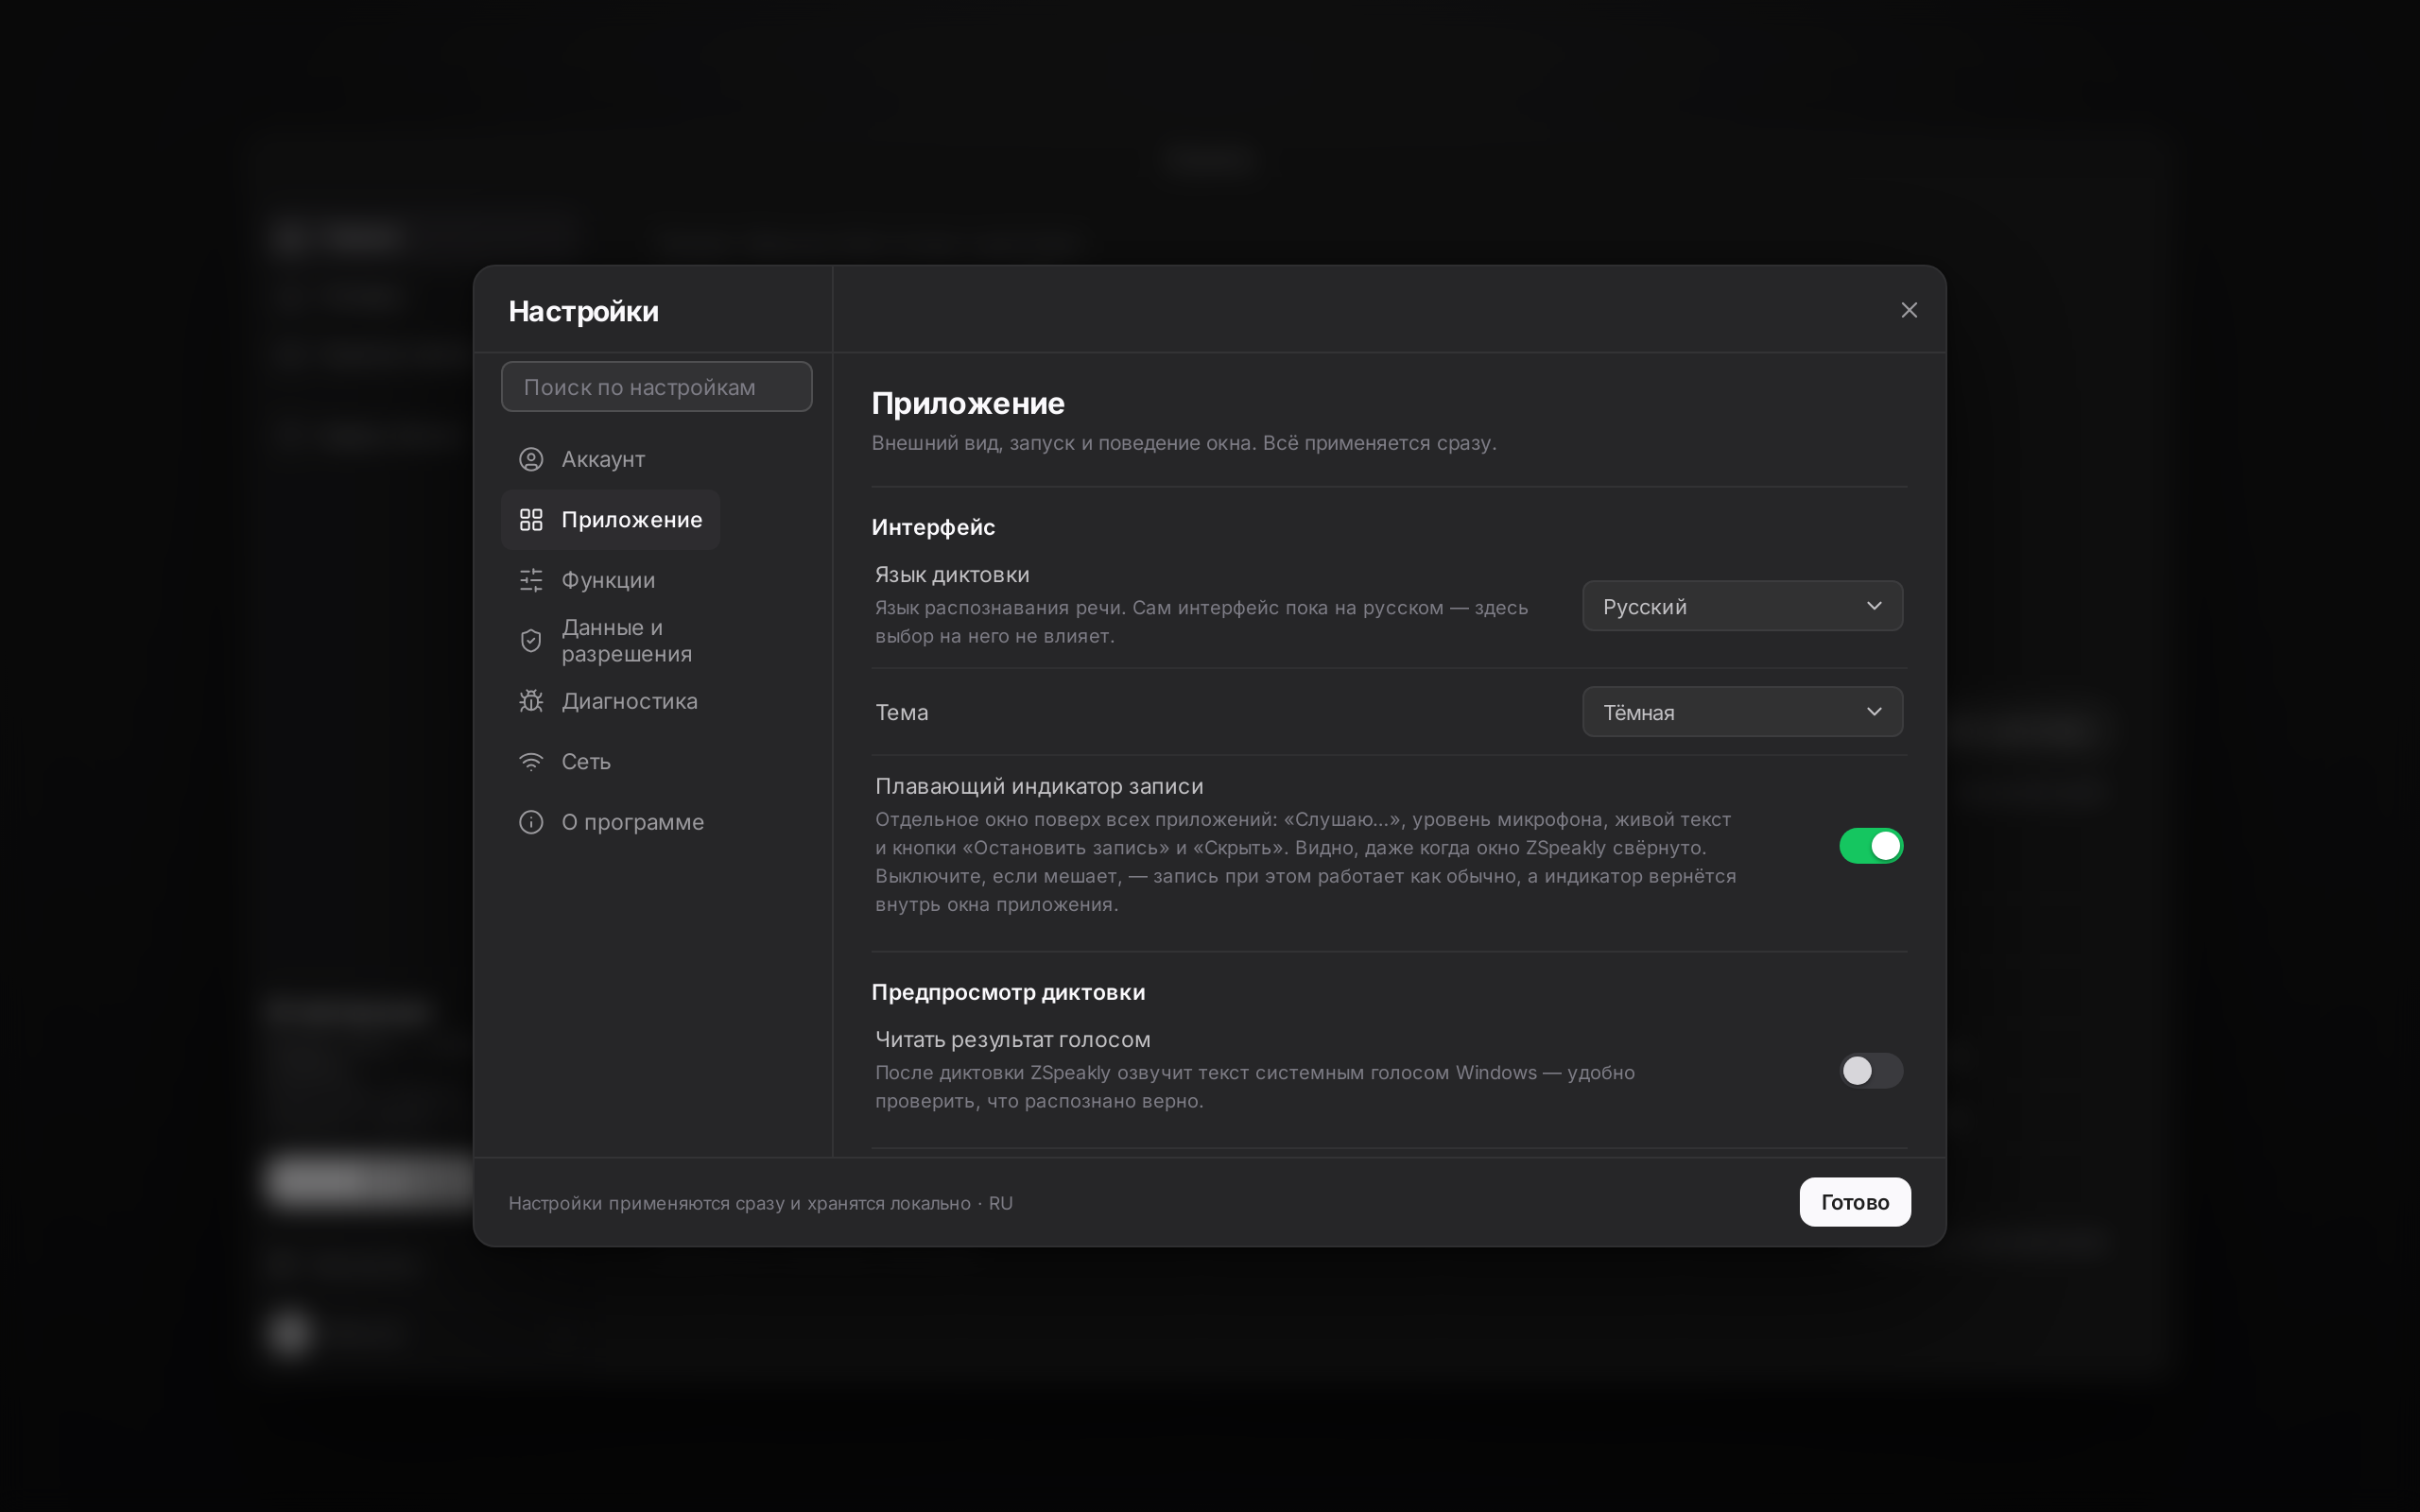 Настройки
Поиск по настройкам
Аккаунт
Приложение
Функции
Данные и
разрешения
Диагностика
Сеть
О программе
Приложение
Внешний вид, запуск и поведение окна. Всё применяется сразу.
Интерфейс
Язык диктовки
Язык распознавания речи. Сам интерфейс пока на русском — здесь
выбор на него не влияет.
Русский
Тема
Тёмная
Плавающий индикатор записи
Отдельное окно поверх всех приложений: «Слушаю…», уровень микрофона, живой текст
и кнопки «Остановить запись» и «Скрыть». Видно, даже когда окно ZSpeakly свёрнуто.
Выключите, если мешает, — запись при этом работает как обычно, а индикатор вернётся
внутрь окна приложения.
Предпросмотр диктовки
Читать результат голосом
После диктовки ZSpeakly озвучит текст системным голосом Windows — удобно
проверить, что распознано верно.
Настройки применяются сразу и хранятся локально · RU
Готово